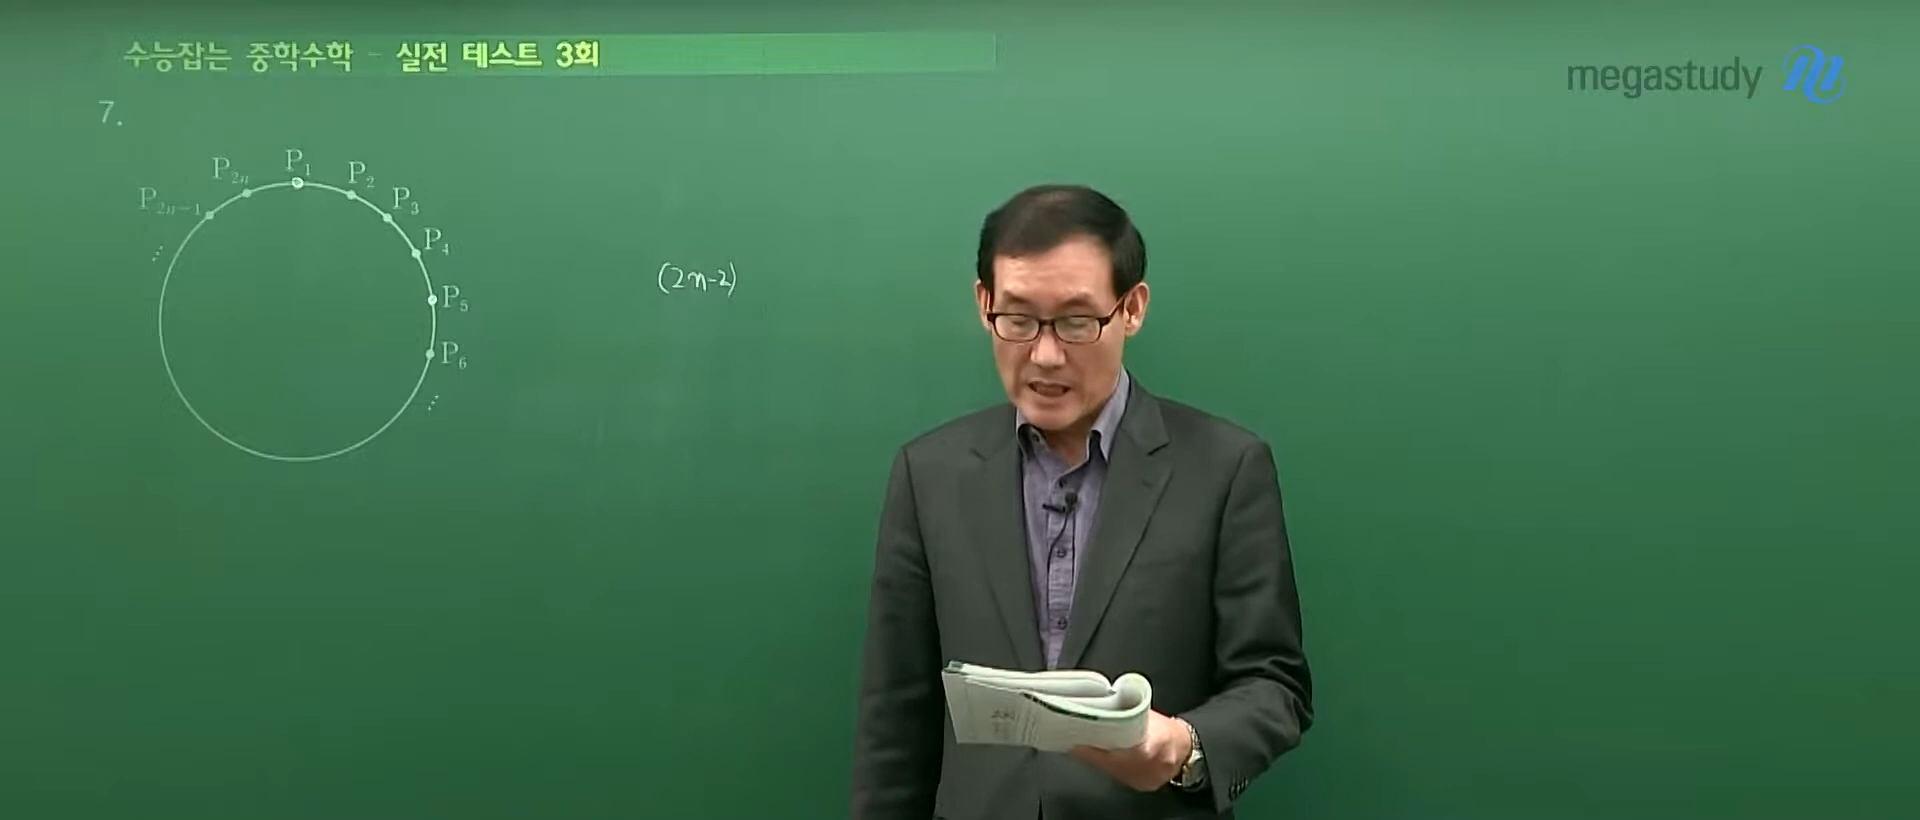 수능잡는 중학수학 - 실전 테스트 3회
megastudy
7.
P₁
P₂ₙ
P₂
P₂ₙ₋₁
P₃
P₄
(2n-2)
P₅
P₆